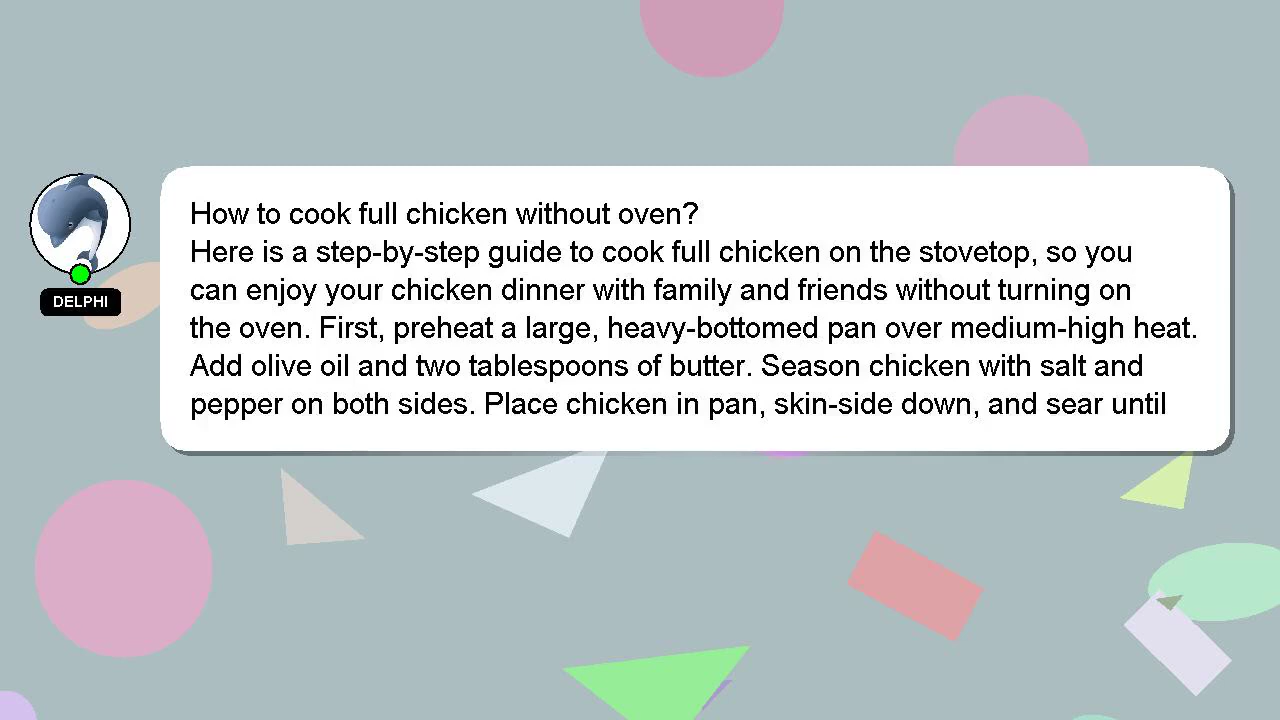 How to cook full chicken without oven?
Here is a step-by-step guide to cook full chicken on the stovetop, so you
can enjoy your chicken dinner with family and friends without turning on
the oven. First, preheat a large, heavy-bottomed pan over medium-high heat.
Add olive oil and two tablespoons of butter. Season chicken with salt and
pepper on both sides. Place chicken in pan, skin-side down, and sear until
DELPHI